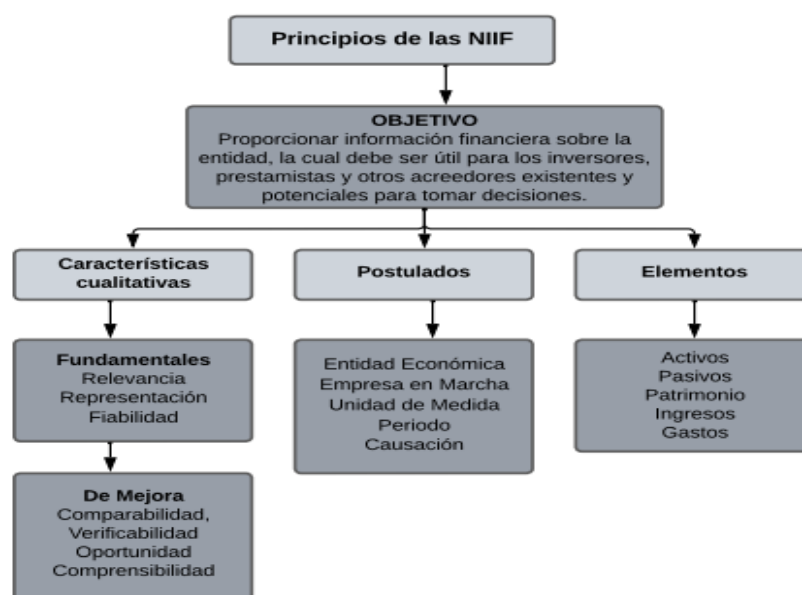 Principios de las NIIF
OBJETIVO
Proporcionar información financiera sobre la
entidad, la cual debe ser útil para los inversores,
prestamistas y otros acreedores existentes y
potenciales para tomar decisiones.
Características
cualitativas
Postulados
Elementos
Fundamentales
Relevancia
Representación
Fiabilidad
Entidad Económica
Empresa en Marcha
Unidad de Medida
Periodo
Causación
Activos
Pasivos
Patrimonio
Ingresos
Gastos
De Mejora
Comparabilidad,
Verificabilidad
Oportunidad
Comprensibilidad